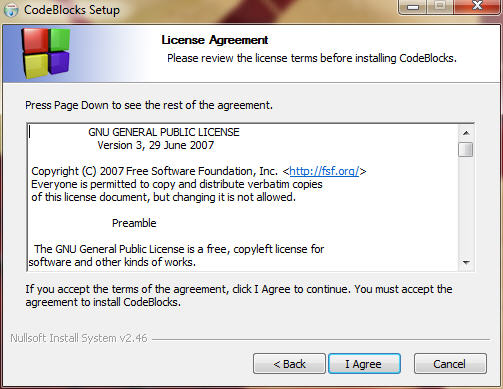 CodeBlocks Setup
License Agreement
Please review the license terms before installing CodeBlocks.
Press Page Down to see the rest of the agreement.
GNU GENERAL PUBLIC LICENSE
Version 3, 29 June 2007
Copyright (C) 2007 Free Software Foundation, Inc. <http://fsf.org/>
Everyone is permitted to copy and distribute verbatim copies
of this license document, but changing it is not allowed.
Preamble
The GNU General Public License is a free, copyleft license for
software and other kinds of works.
If you accept the terms of the agreement, click I Agree to continue. You must accept the
agreement to install CodeBlocks.
Nullsoft Install System v2.46
< Back
I Agree
Cancel